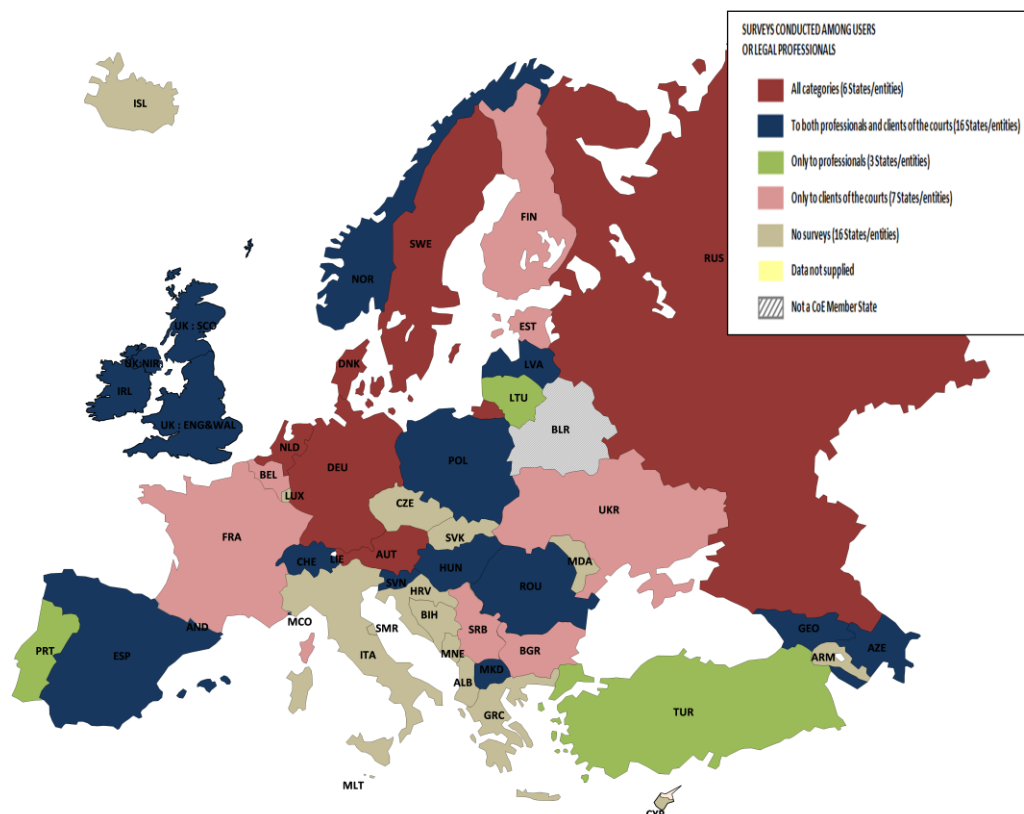 SURVEYS CONDUCTED AMONG USERS
OR LEGAL PROFESSIONALS
All categories (6 States/entities)
To both professionals and clients of the courts (16 States/entities)
Only to professionals (3 States/entities)
Only to clients of the courts (7 States/entities)
No surveys (16 States/entities)
Data not supplied
Not a CoE Member State
ISL
FIN
SWE
RUS
NOR
UK : SCO
EST
UK:NIR
DNK
LVA
IRL
LTU
UK : ENG&WAL
BLR
NLD
POL
DEU
BEL
LUX
CZE
UKR
FRA
SVK
AUT
CHE
LIE
MDA
HUN
SVN
ROU
HRV
BIH
MCO
AND
SMR
SRB
GEO
PRT
ESP
ITA
MNE
BGR
AZE
ARM
MKD
ALB
GRC
TUR
MLT
CYP